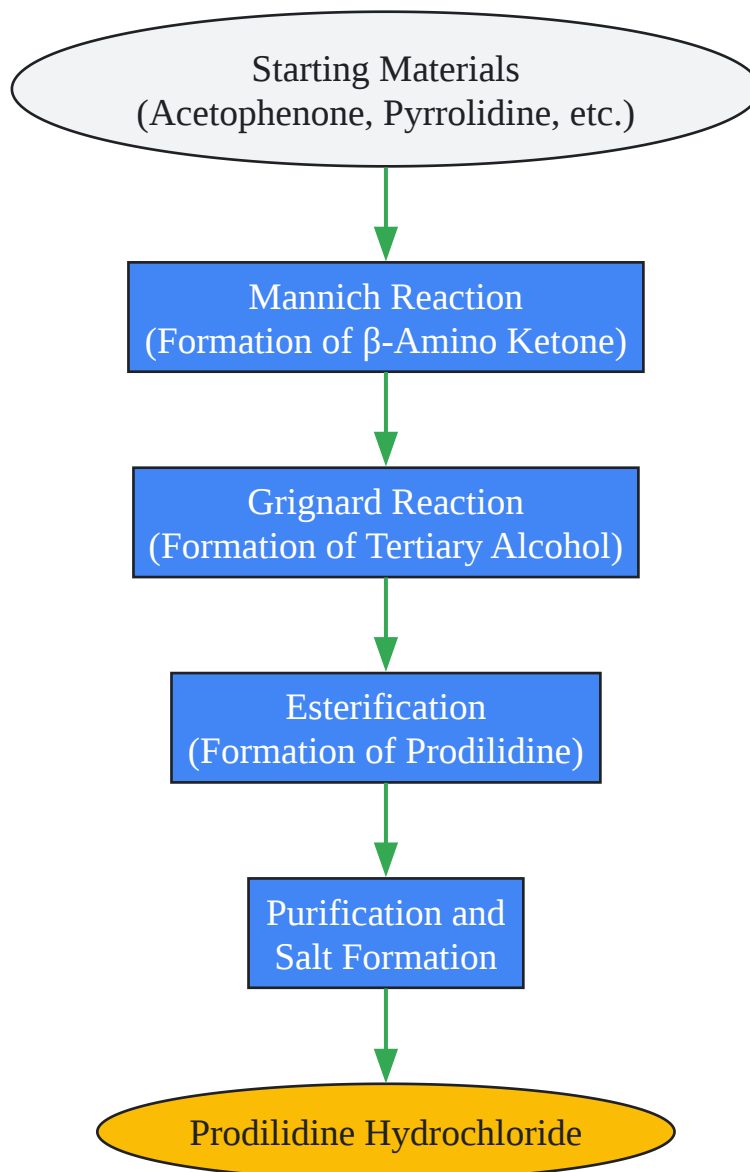 Starting Materials
(Acetophenone, Pyrrolidine, etc.)
Mannich Reaction
(Formation of β-Amino Ketone)
Grignard Reaction
(Formation of Tertiary Alcohol)
Esterification
(Formation of Prodilidine)
Purification and
Salt Formation
Prodilidine Hydrochloride